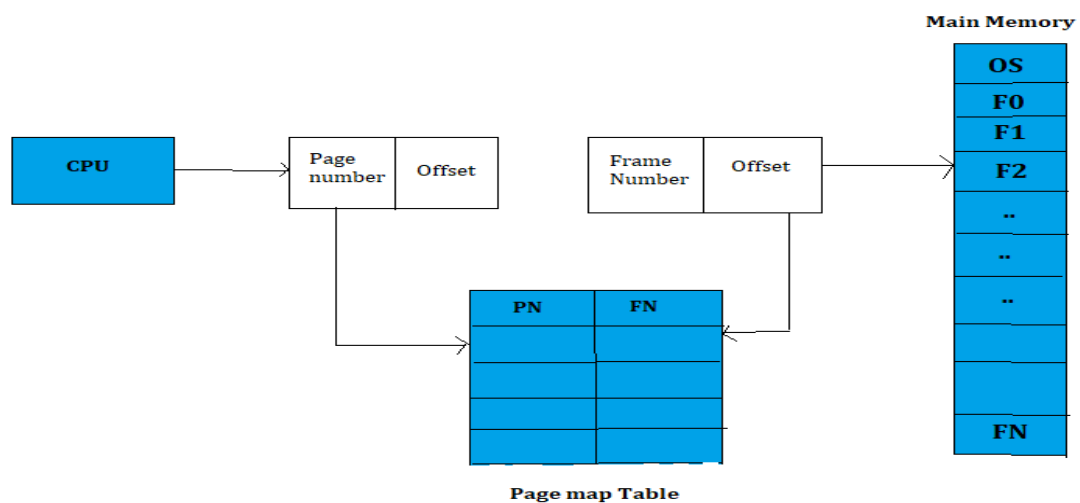 Main Memory
OS
F0
F1
F2
..
..
..
FN
CPU
Page
number
Offset
Frame
Number
Offset
PN
FN
Page map Table